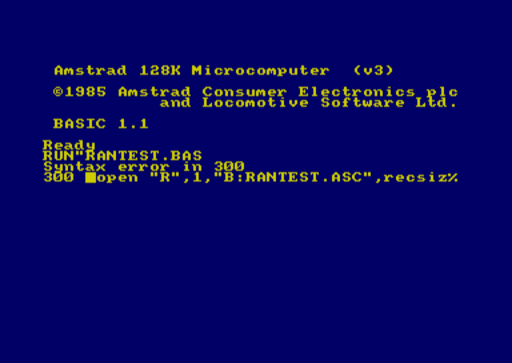 Amstrad 128K Microcomputer (v3)
©1985 Amstrad Consumer Electronics plc
and Locomotive Software Ltd.
BASIC 1.1
Ready
RUN"RANTEST.BAS
Syntax error in 300
300 open "R",1,"B:RANTEST.ASC",recsiz%